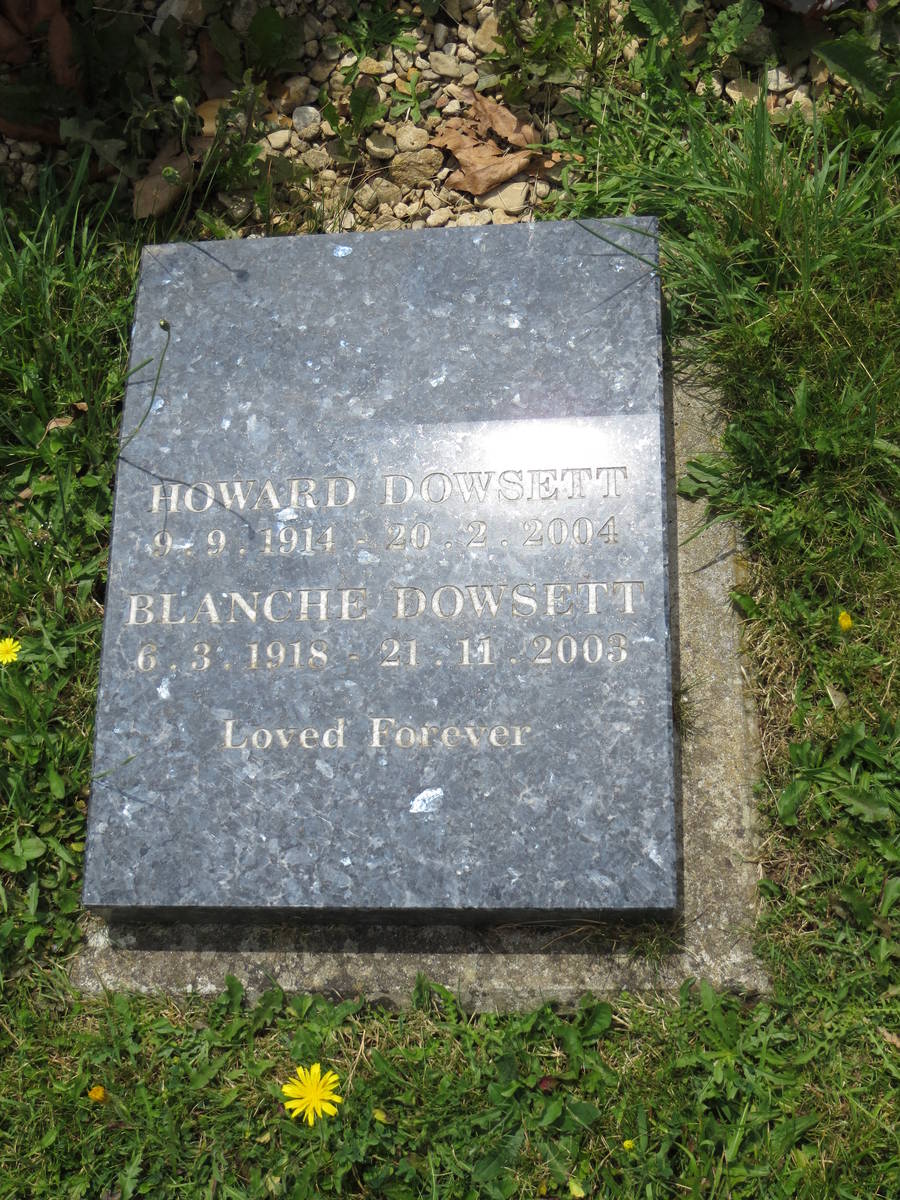 HOWARD DOWSETT
9 . 9 . 1914 - 20 . 2 . 2004
BLANCHE DOWSETT
6 . 3 . 1918 - 21 . 11 . 2003
Loved Forever